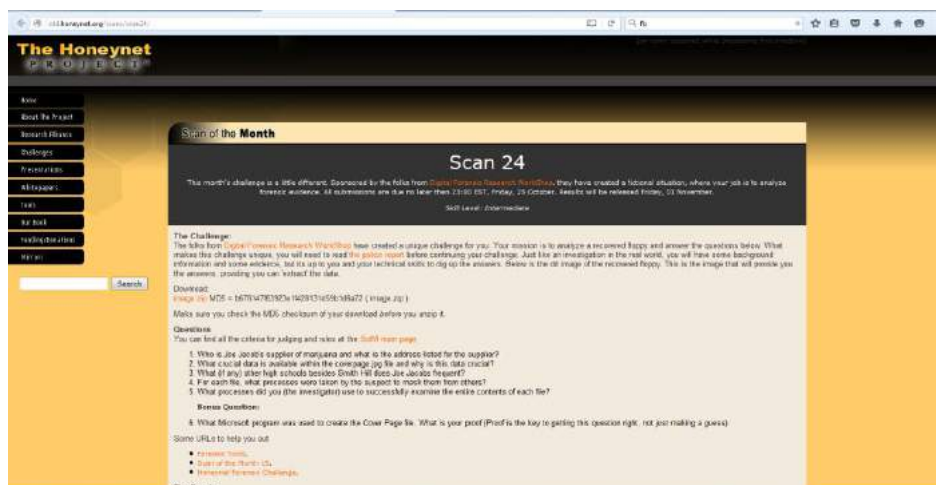 old.honeynet.org/scans/scan24/
The Honeynet
PROJECT
Home
About the Project
Research Alliance
Challenges
Presentations
Whitepapers
Tools
Our Book
Funding/Donations
Mirrors
Search
Scan of the Month
Scan 24
This month's challenge is a little different. Sponsored by the folks from Digital Forensic Research WorkShop, they have created a fictional situation, where your job is to analyze
forensic evidence. All submissions are due no later then 23:00 EST, Friday, 25 October. Results will be released Friday, 01 November.
Skill Level: Intermediate
The Challenge:
The folks from Digital Forensic Research WorkShop have created a unique challenge for you. Your mission is to analyze a recovered floppy and answer the questions below. What
makes this challenge unique, you will need to read the police report before continuing your challenge. Just like an investigation in the real world, you will have some background
information and some evidence, but its up to you and your technical skills to dig up the answers. Below is the dd image of the recovered floppy. This is the image that will provide you
the answers, providing you can 'extract' the data.
Download:
image.zip MD5 = ( image.zip )
Make sure you check the MD5 checksum of your download before you unzip it.
Questions
You can find all the criteria for judging and rules at the SotM main page.
1. Who is Joe Jacob's supplier of marijuana and what is the address listed for the supplier?
2. What crucial data is available within the coverpage.jpg file and why is this data crucial?
3. What (if any) other high schools besides Smith Hill does Joe Jacobs frequent?
4. For each file, what processes were taken by the suspect to mask them from others?
5. What processes did you (the investigator) use to successfully examine the entire contents of each file?
Bonus Question:
6. What Microsoft program was used to create the Cover Page file. What is your proof (Proof is the key to getting this question right, not just making a guess).
Some URLs to help you out
Forensic Tools.
Scan of the Month 15.
Honeynet Forensic Challenge.